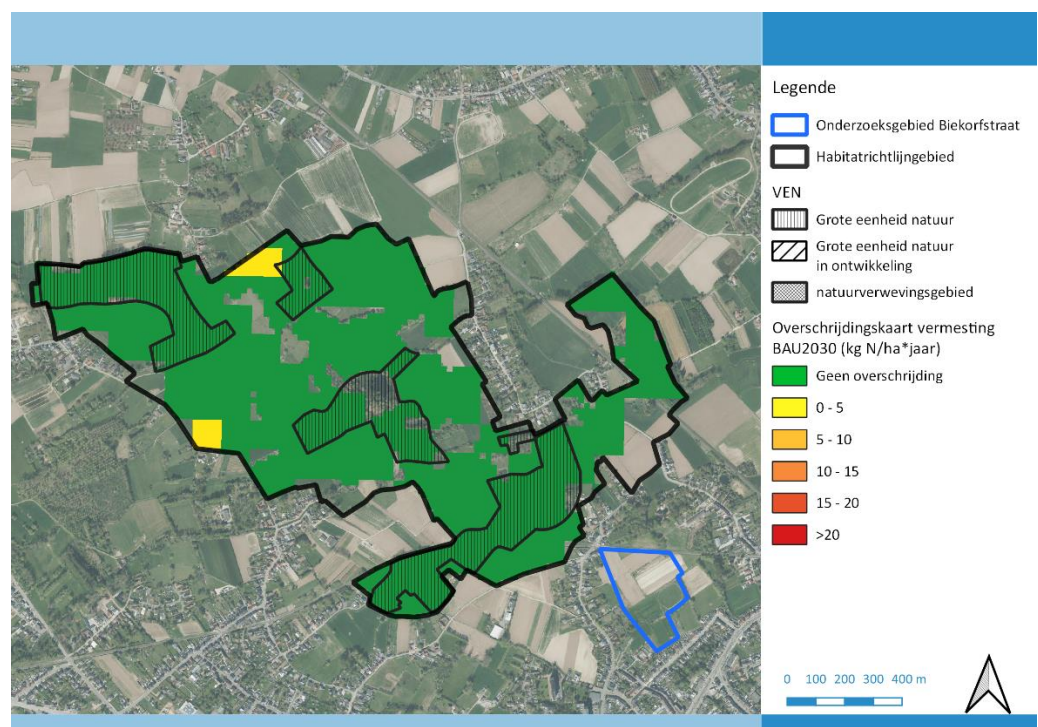 Legende
Onderzoeksgebied Biekorfstraat
Habitatrichtlijngebied
VEN
Grote eenheid natuur
Grote eenheid natuur
in ontwikkeling
natuurverwevingsgebied
Overschrijdingskaart vermesting
BAU2030 (kg N/ha*jaar)
Geen overschrijding
0 - 5
5 - 10
10 - 15
15 - 20
>20
0 100 200 300 400 m